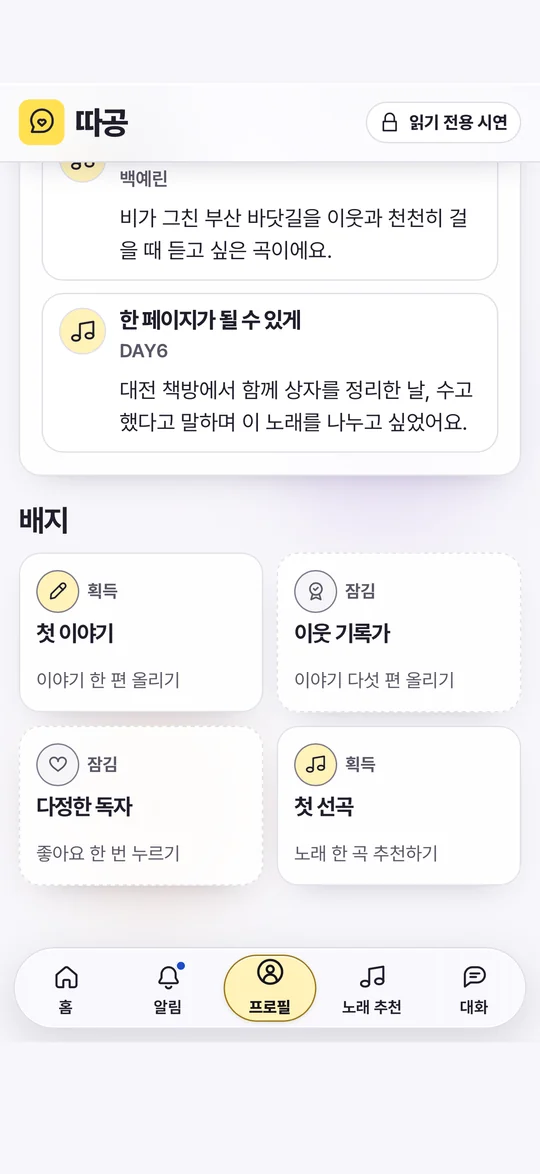 따공
읽기 전용 시연
백예린
비가 그친 부산 바닷길을 이웃과 천천히 걸
을 때 듣고 싶은 곡이에요.
한 페이지가 될 수 있게
DAY6
대전 책방에서 함께 상자를 정리한 날, 수고
했다고 말하며 이 노래를 나누고 싶었어요.
배지
획득
첫 이야기
이야기 한 편 올리기
잠김
이웃 기록가
이야기 다섯 편 올리기
잠김
다정한 독자
좋아요 한 번 누르기
획득
첫 선곡
노래 한 곡 추천하기
홈
알림
프로필
노래 추천
대화